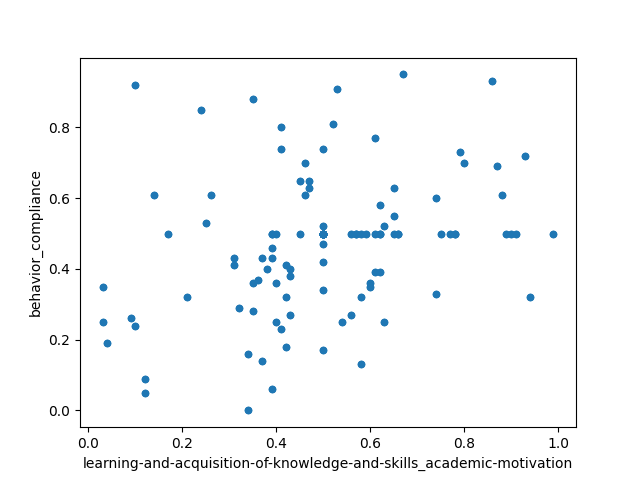 behavior_compliance
0.8
0.6
0.4
0.2
0.0
0.0 0.2 0.4 0.6 0.8 1.0
learning-and-acquisition-of-knowledge-and-skills_academic-motivation